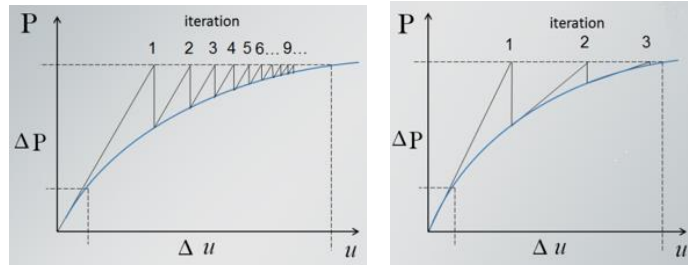 P
iteration
1 2 3 4 5 6... 9...
ΔP
Δ u
u
P
iteration
1 2 3
ΔP
Δ u
u